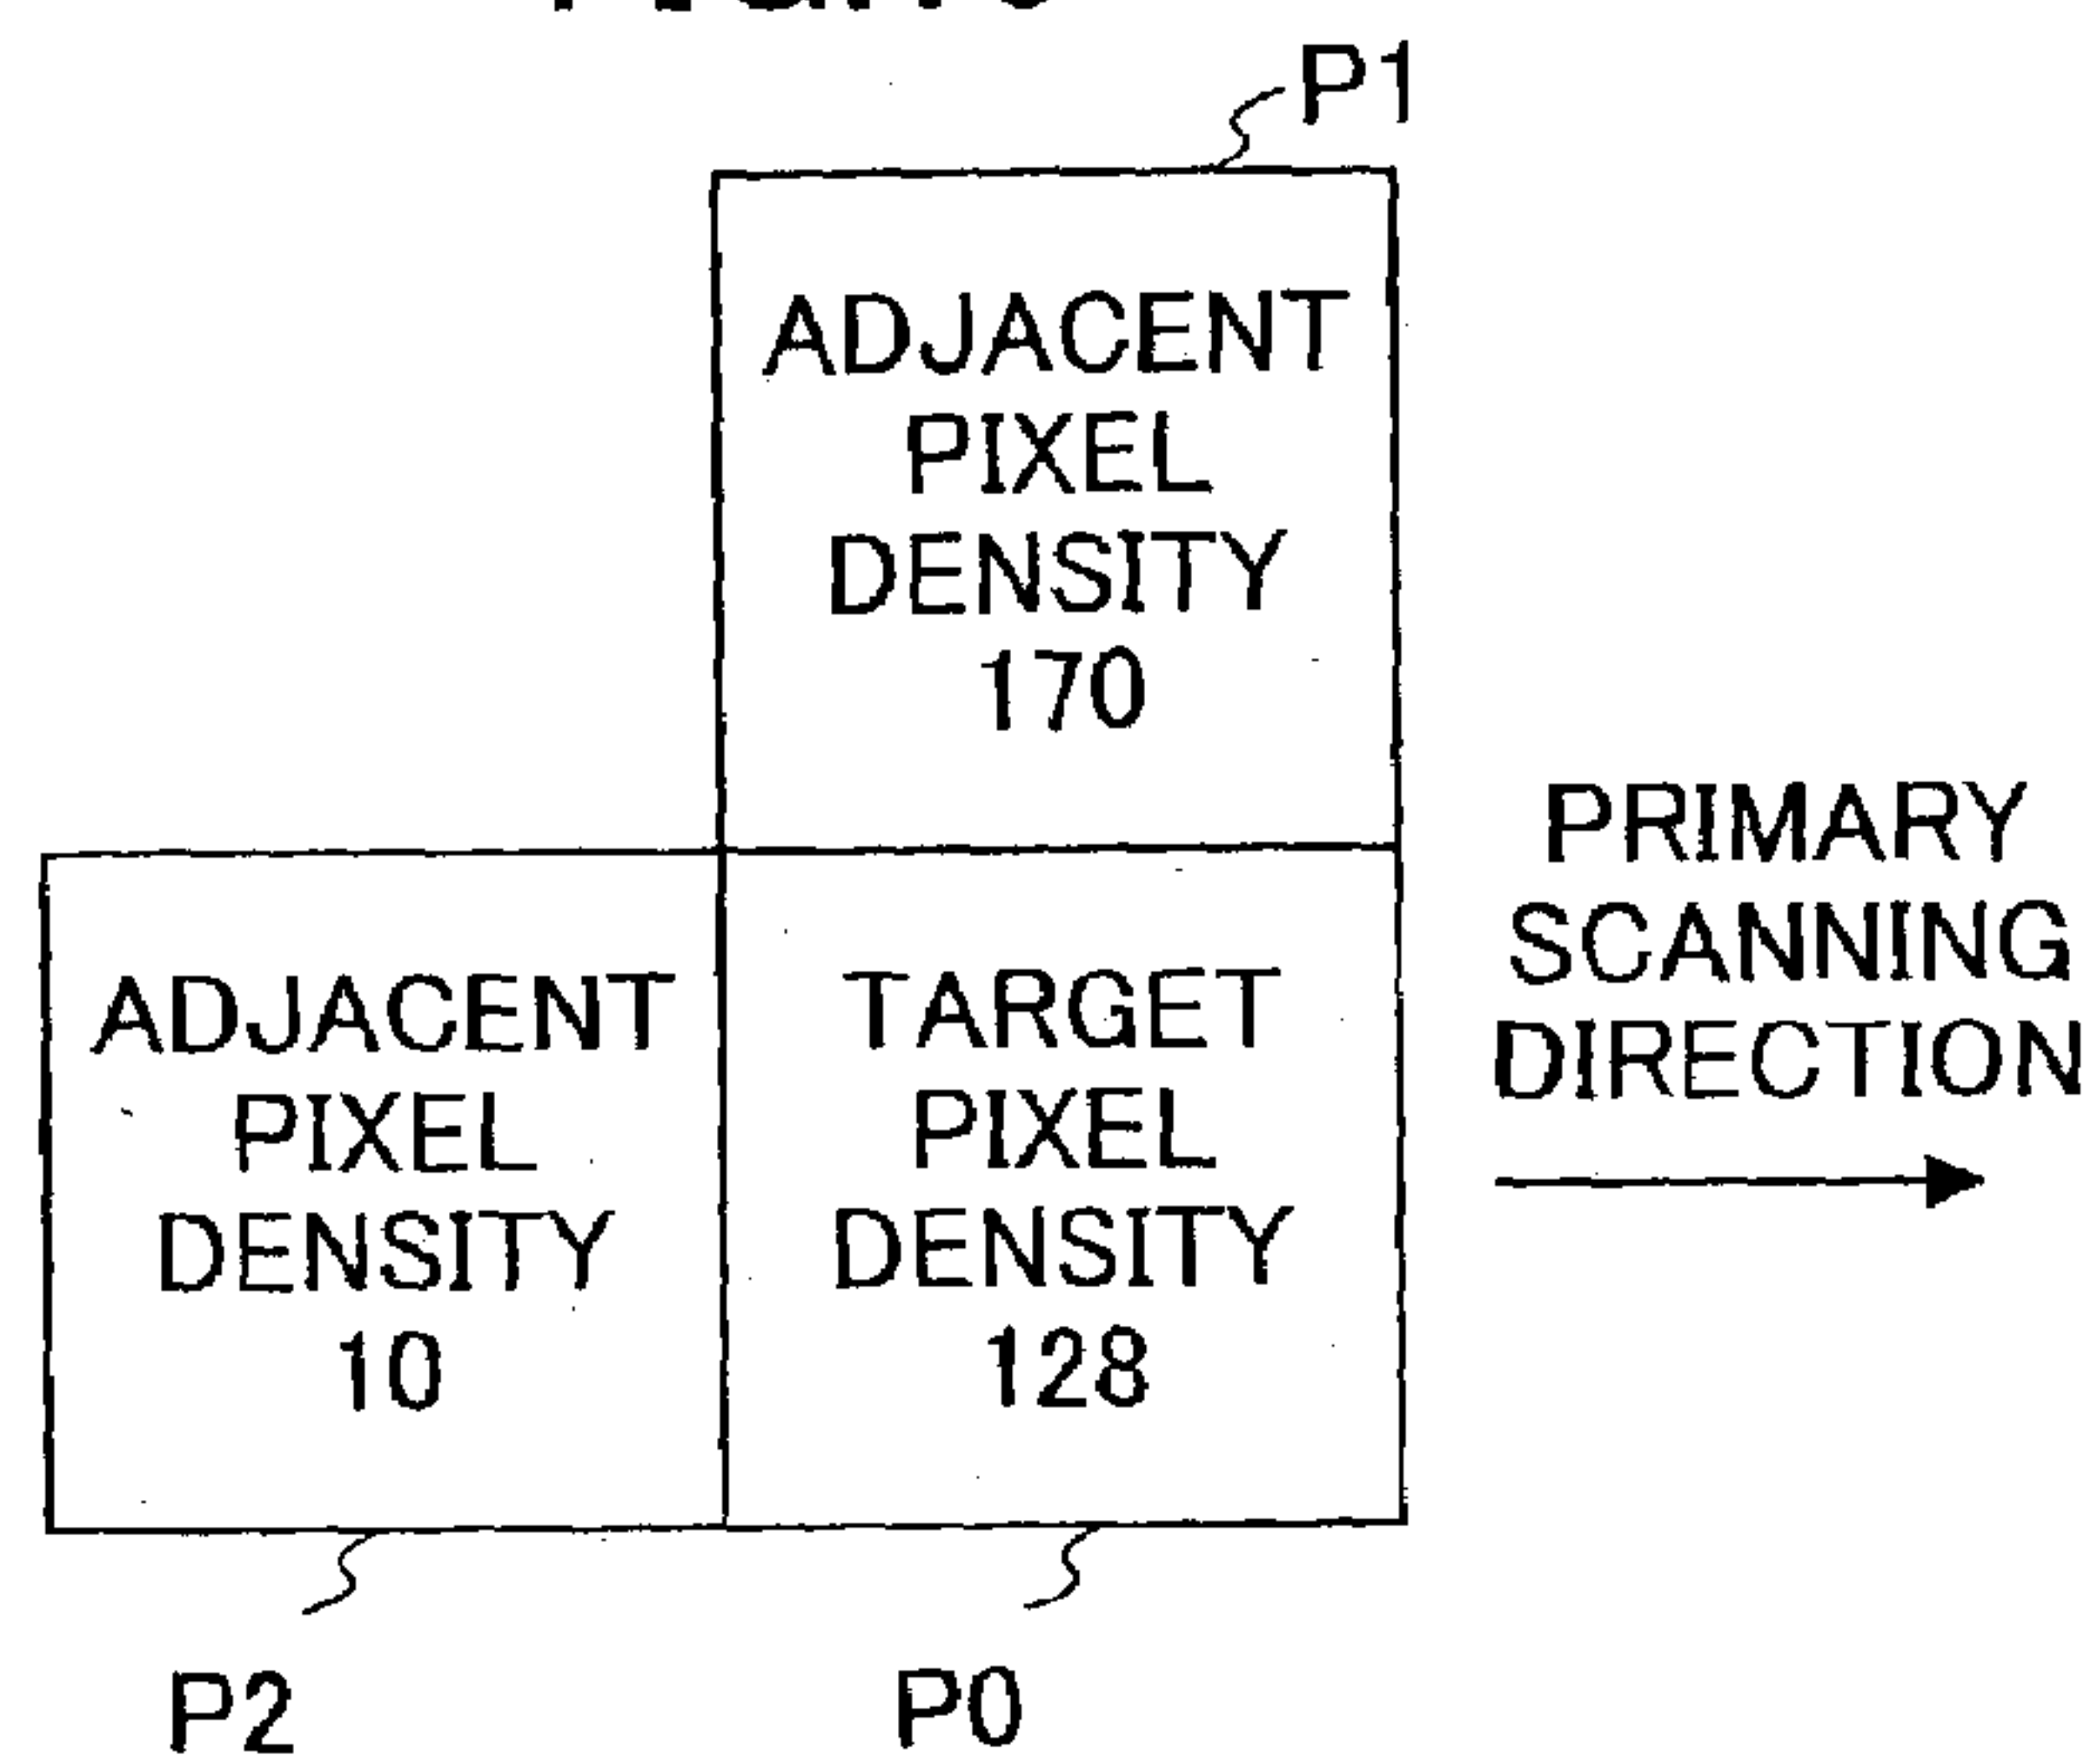 P1
ADJACENT
PIXEL
DENSITY
170
PRIMARY
SCANNING
DIRECTION
ADJACENT
PIXEL
DENSITY
10
TARGET
PIXEL
DENSITY
128
P2
P0